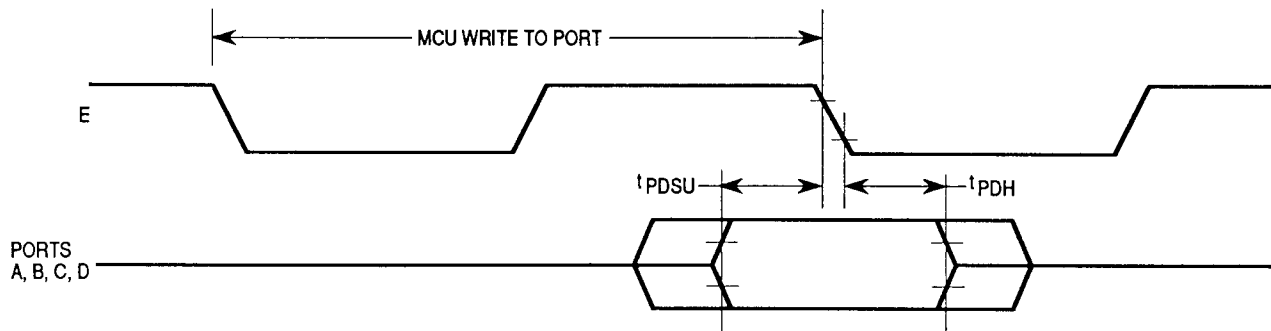 MCU WRITE TO PORT
E
tPDSU
tPDH
PORTS
A, B, C, D